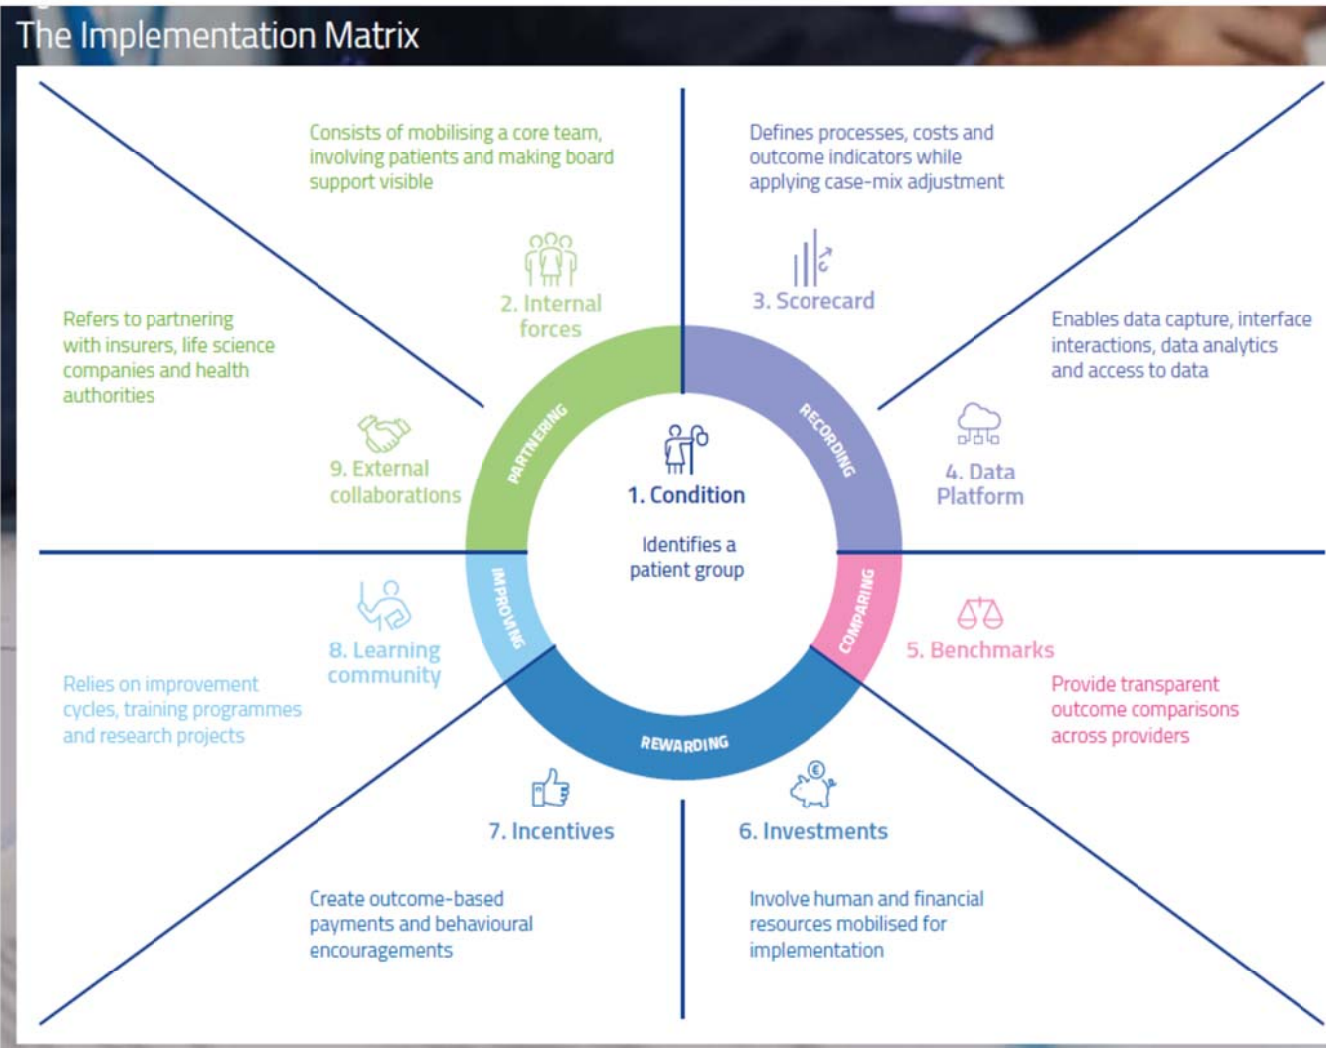 The Implementation Matrix
Consists of mobilising a core team,
involving patients and making board
support visible
2. Internal
forces
Defines processes, costs and
outcome indicators while
applying case-mix adjustment
3. Scorecard
Enables data capture, interface
interactions, data analytics
and access to data
4. Data
Platform
5. Benchmarks
Provide transparent
outcome comparisons
across providers
6. Investments
Involve human and financial
resources mobilised for
implementation
7. Incentives
Create outcome-based
payments and behavioural
encouragements
8. Learning
community
Relies on improvement
cycles, training programmes
and research projects
Refers to partnering
with insurers, life science
companies and health
authorities
9. External
collaborations
PARTNERING
RECORDING
COMPARING
REWARDING
IMPROVING
1. Condition
Identifies a
patient group